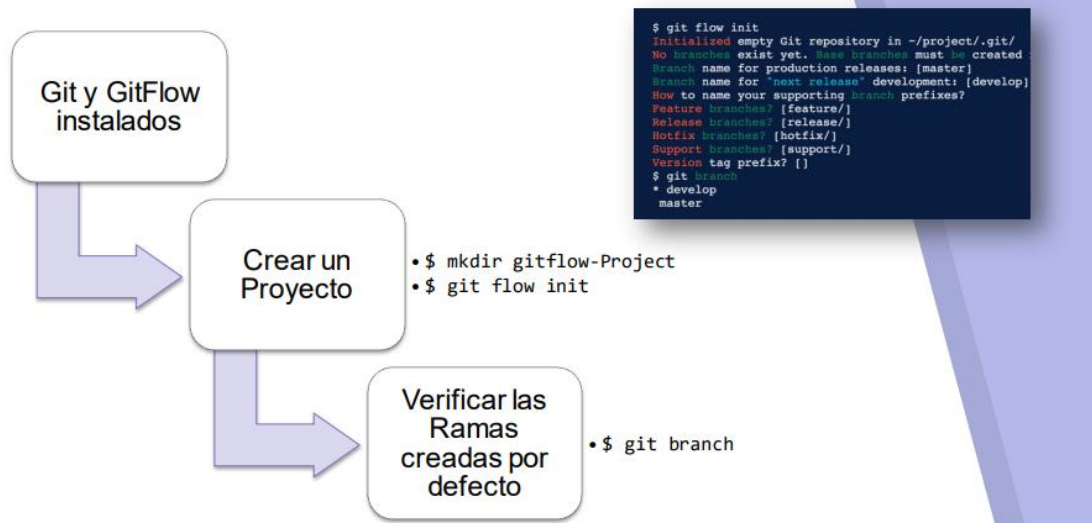 Git y GitFlow
instalados
$ git flow init
Initialized empty Git repository in ~/project/.git/
No branches exist yet. Base branches must be created
Branch name for production releases: [master]
Branch name for "next release" development: [develop]
How to name your supporting branch prefixes?
Feature branches? [feature/]
Release branches? [release/]
Hotfix branches? [hotfix/]
Support branches? [support/]
Version tag prefix? []
$ git branch
* develop
master
Crear un
Proyecto
• $ mkdir gitflow-Project
• $ git flow init
Verificar las
Ramas
creadas por
defecto
• $ git branch